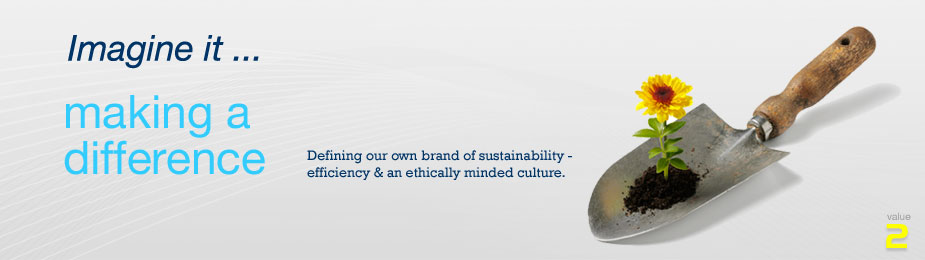 Imagine it ...
making a
difference
Defining our own brand of sustainability -
efficiency & an ethically minded culture.
value
2